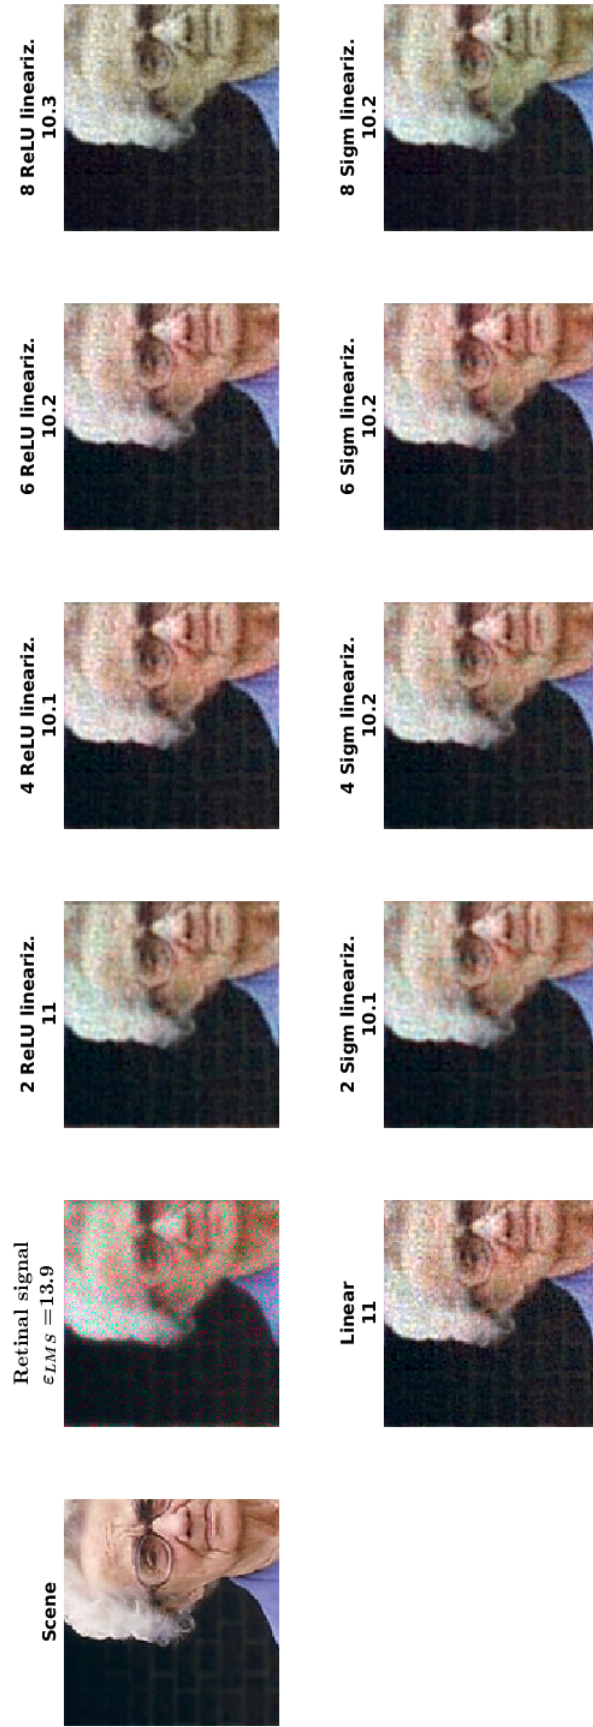 Scene
Retinal signal
εLMS =13.9
2 ReLU lineariz.
11
4 ReLU lineariz.
10.1
6 ReLU lineariz.
10.2
8 ReLU lineariz.
10.3
Linear
11
2 Sigm lineariz.
10.1
4 Sigm lineariz.
10.2
6 Sigm lineariz.
10.2
8 Sigm lineariz.
10.2